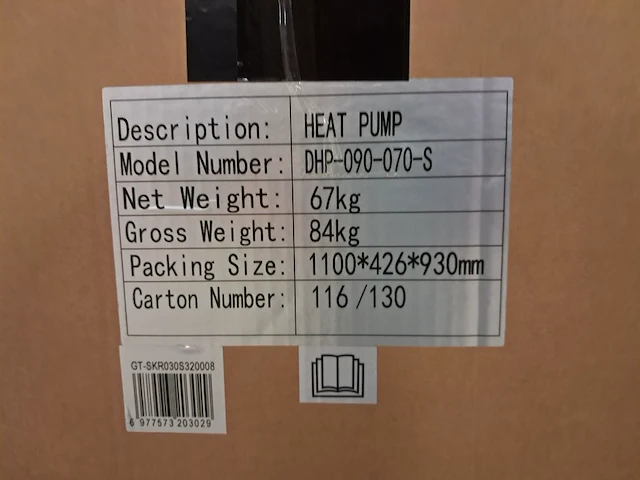 Description: HEAT PUMP
Model Number: DHP-090-070-S
Net Weight: 67kg
Gross Weight: 84kg
Packing Size: 1100*426*930mm
Carton Number: 116 /130
GT-SKR030S320008
6 977573 203029